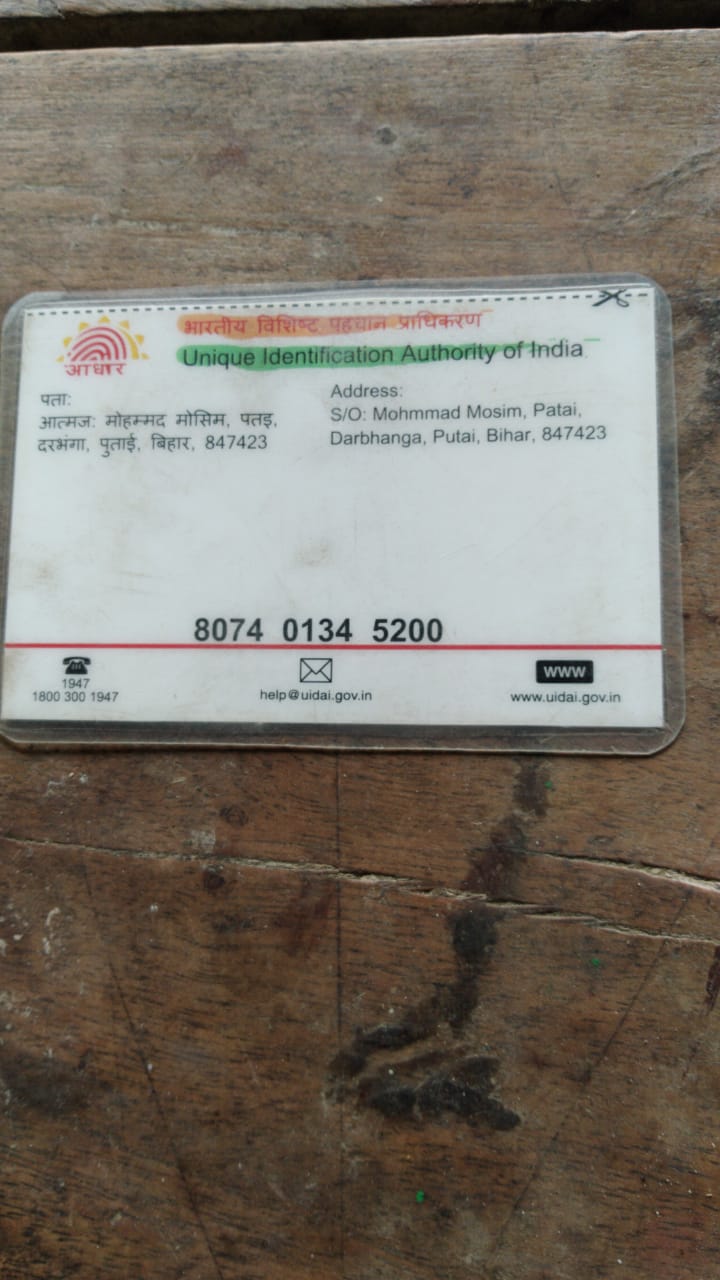 भारतीय विशिष्ट पहचान प्राधिकरण
Unique Identification Authority of India
आधार
पता:
आत्मज: मोहम्मद मोसिम, पतइ,
दरभंगा, पुताई, बिहार, 847423
Address:
S/O: Mohmmad Mosim, Patai,
Darbhanga, Putai, Bihar, 847423
8074 0134 5200
1947
1800 300 1947
help@uidai.gov.in
www
www.uidai.gov.in